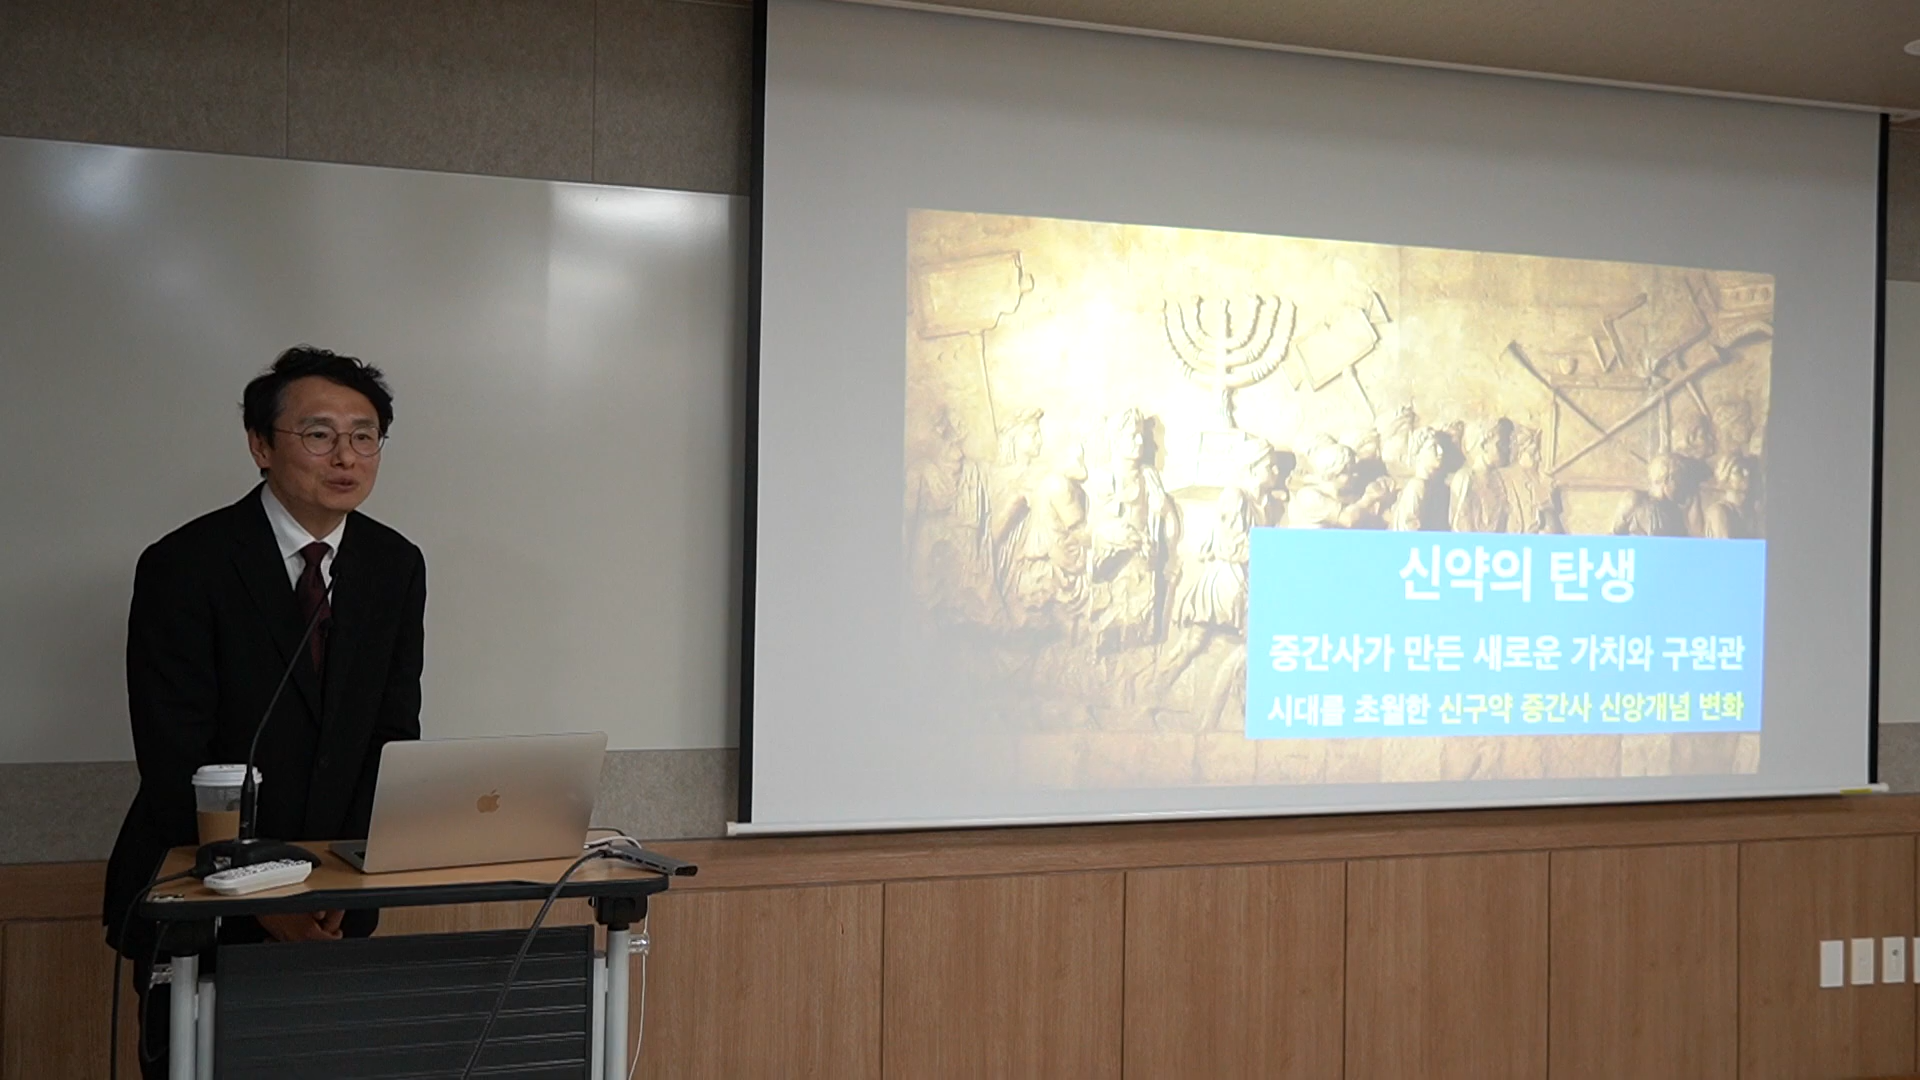 신약의 탄생
중간사가 만든 새로운 가치와 구원관
시대를 초월한 신구약 중간사 신앙개념 변화